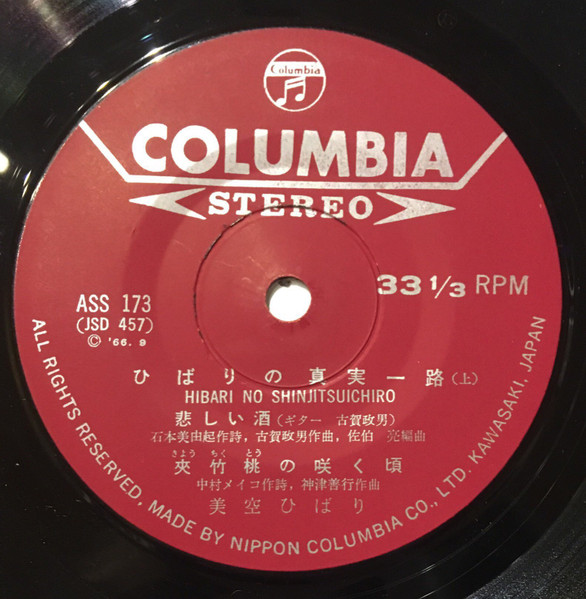 Columbia
COLUMBIA
STEREO
33 1/3 RPM
ASS 173
(JSD 457)
© '66. 9
ひばりの真実一路(上)
HIBARI NO SHINJITSUICHIRO
悲しい酒(ギター 古賀政男)
石本美由起作詩, 古賀政男作曲, 佐伯 亮編曲
さよう ちく とう
夾竹桃の咲く頃
中村メイコ作詩, 神津善行作曲
美空ひばり
ALL RIGHTS RESERVED, MADE BY NIPPON COLUMBIA CO., LTD. KAWASAKI, JAPAN